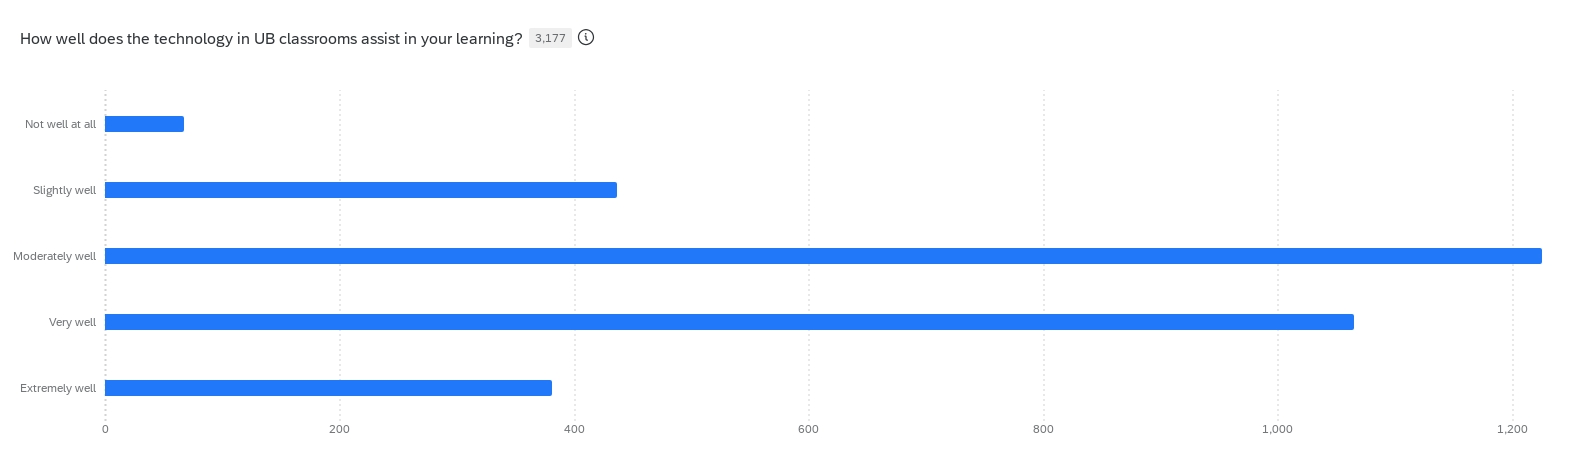 How well does the technology in UB classrooms assist in your learning? 3,177
Not well at all
Slightly well
Moderately well
Very well
Extremely well
0 200 400 600 800 1,000 1,200